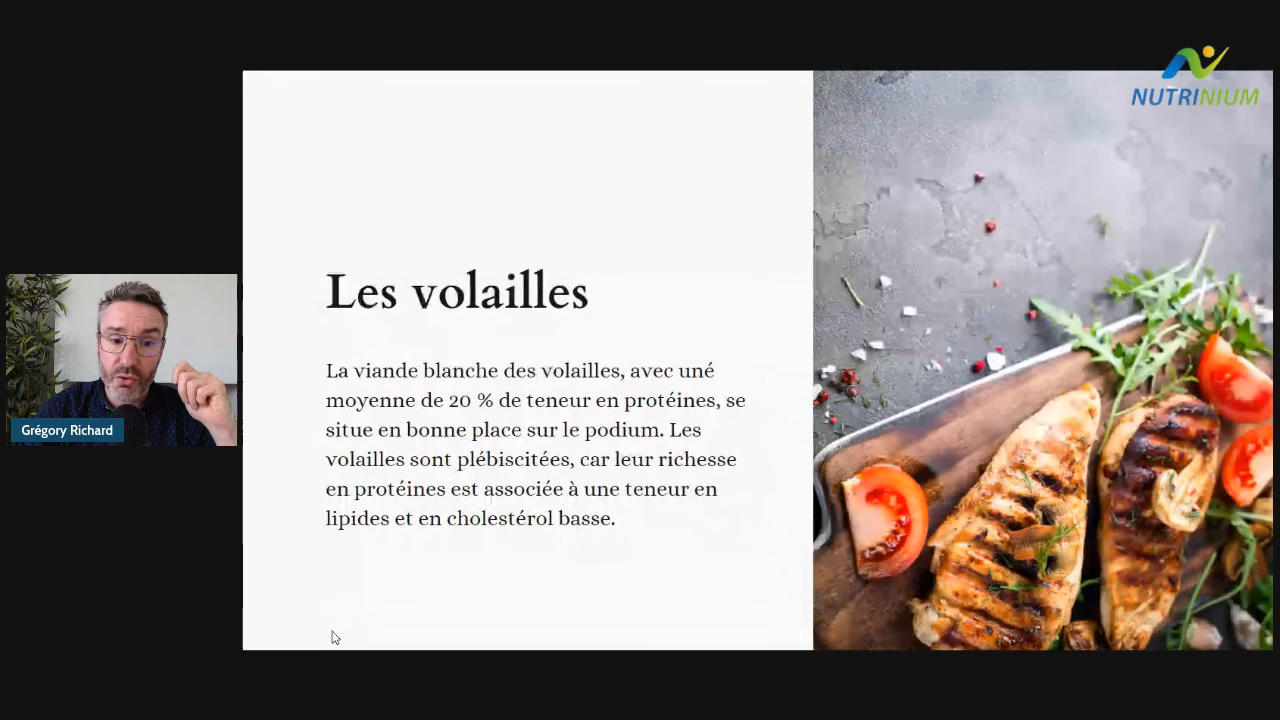 NUTRINIUM
Les volailles
La viande blanche des volailles, avec uné
moyenne de 20 % de teneur en protéines, se
situe en bonne place sur le podium. Les
volailles sont plébiscitées, car leur richesse
en protéines est associée à une teneur en
lipides et en cholestérol basse.
Grégory Richard